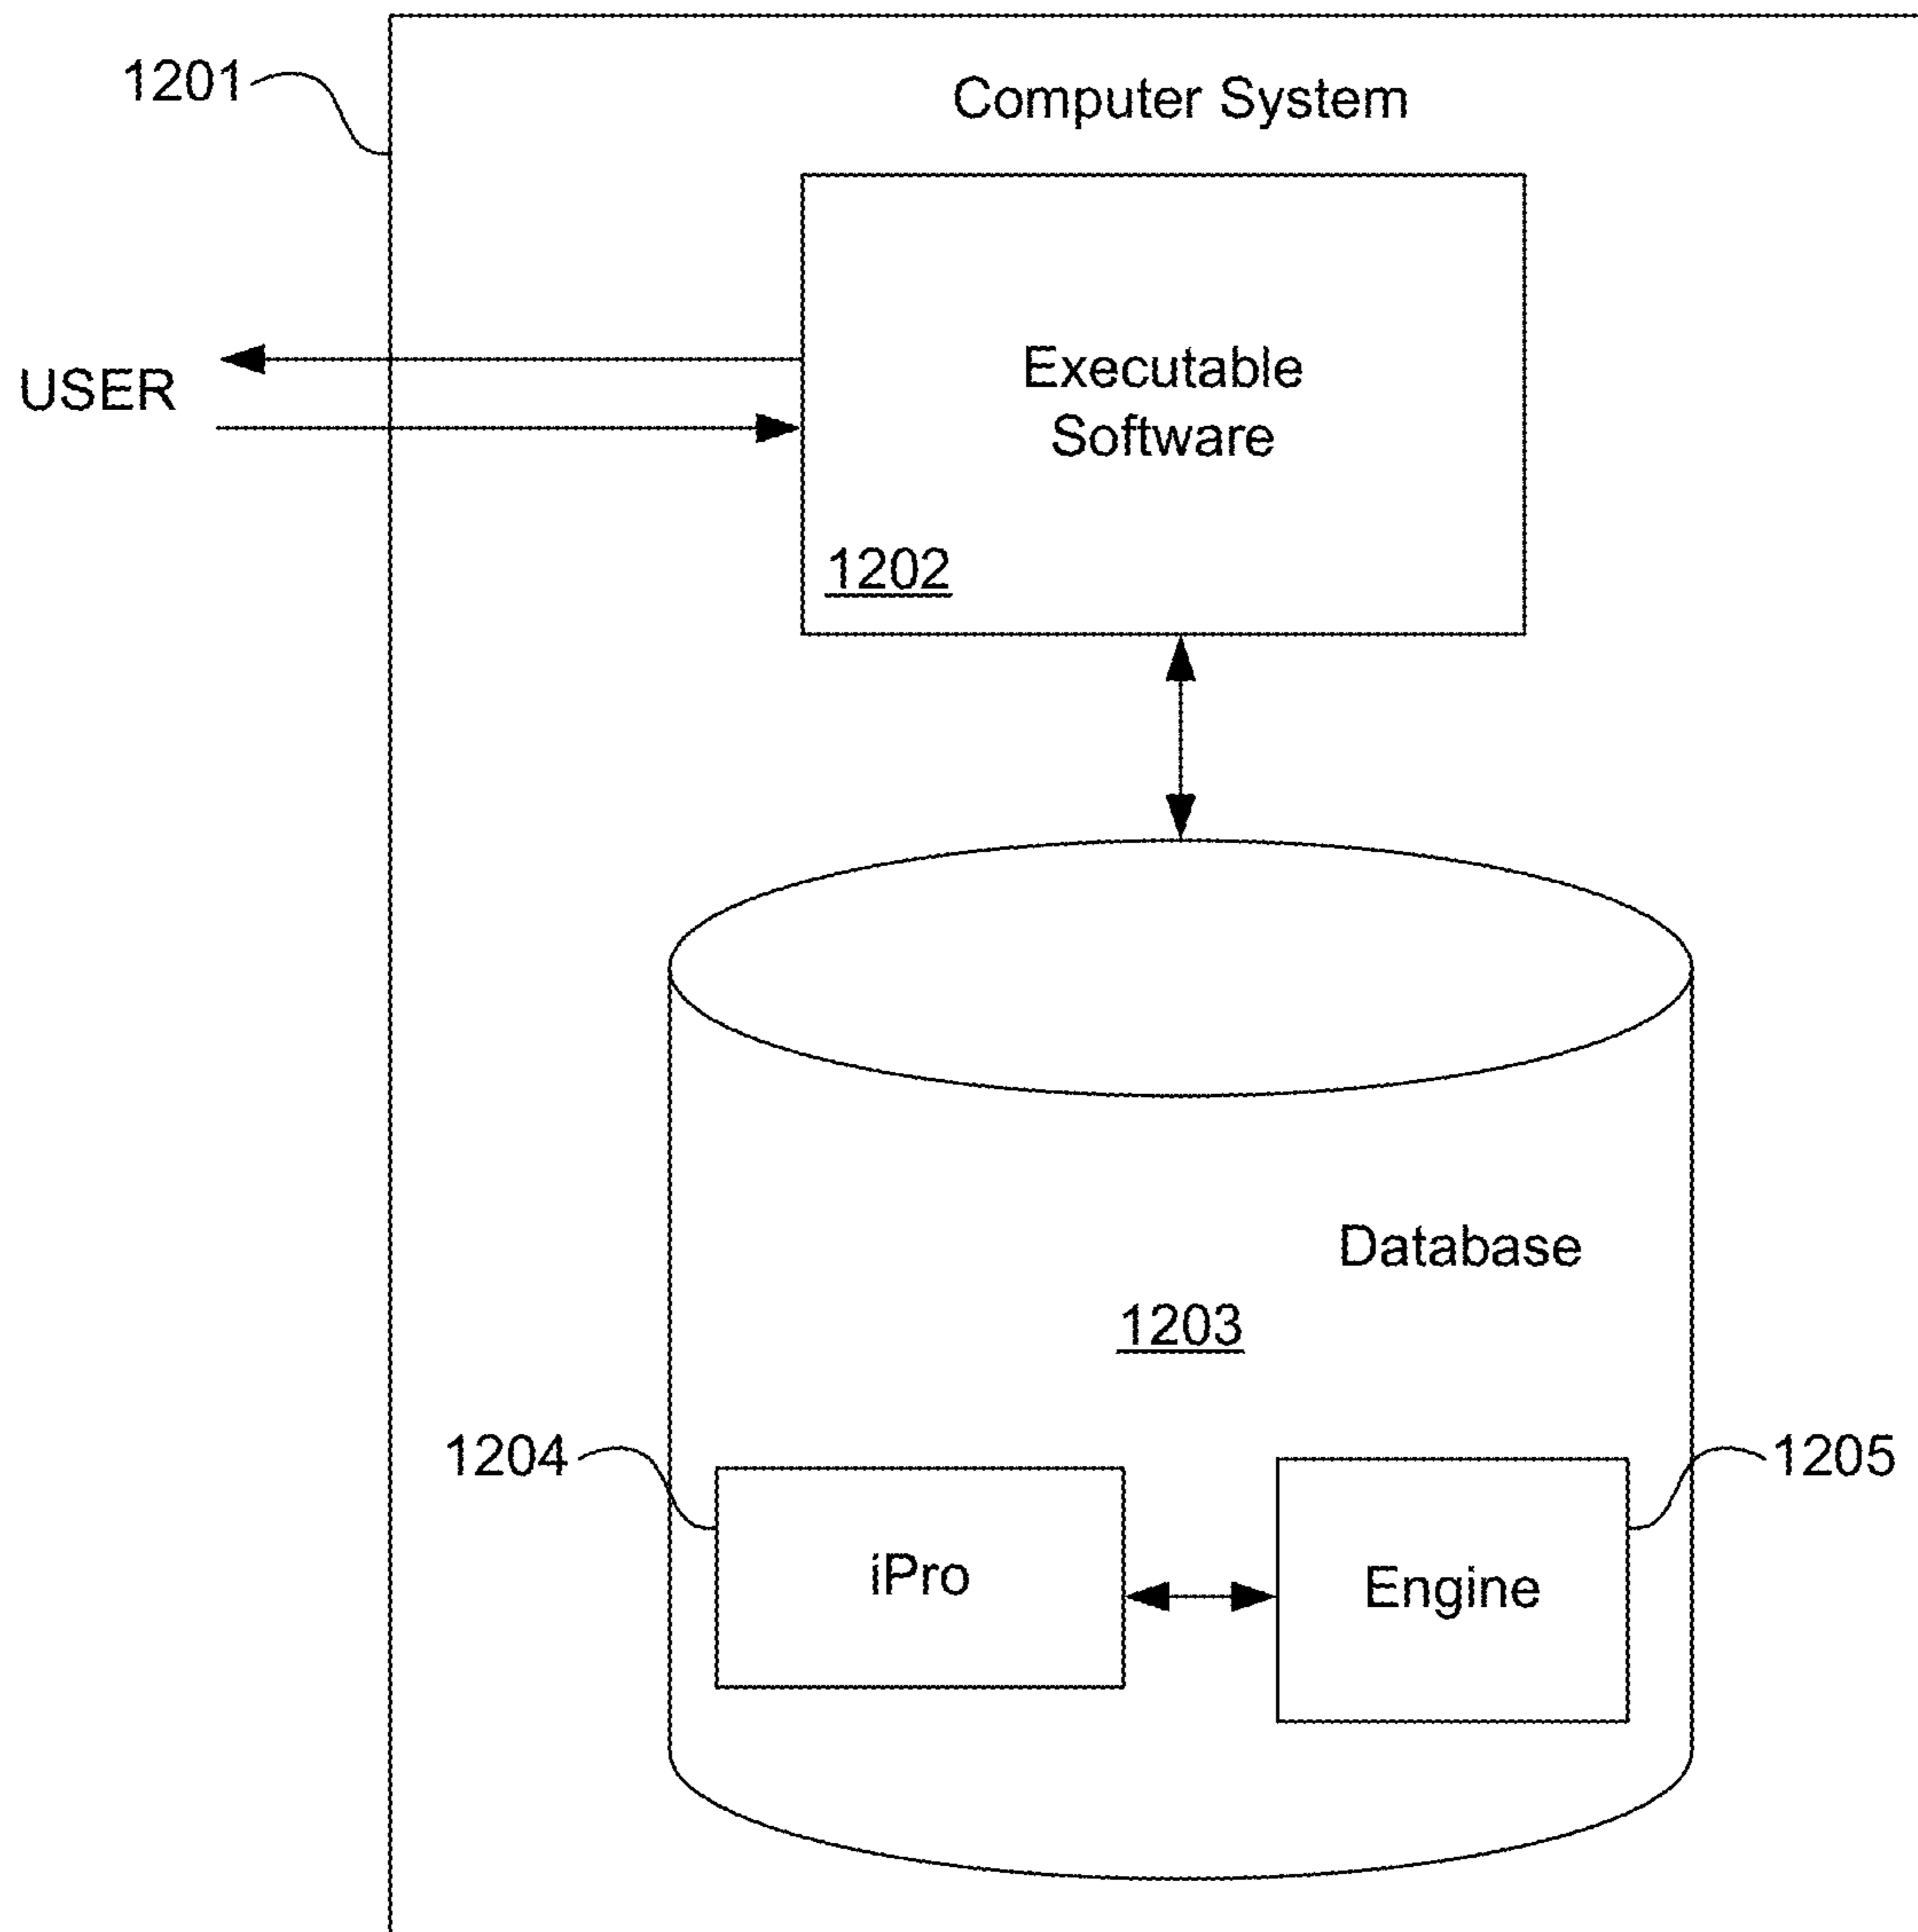 1201
Computer System
USER
Executable
Software
1202
Database
1203
1204
1205
iPro
Engine